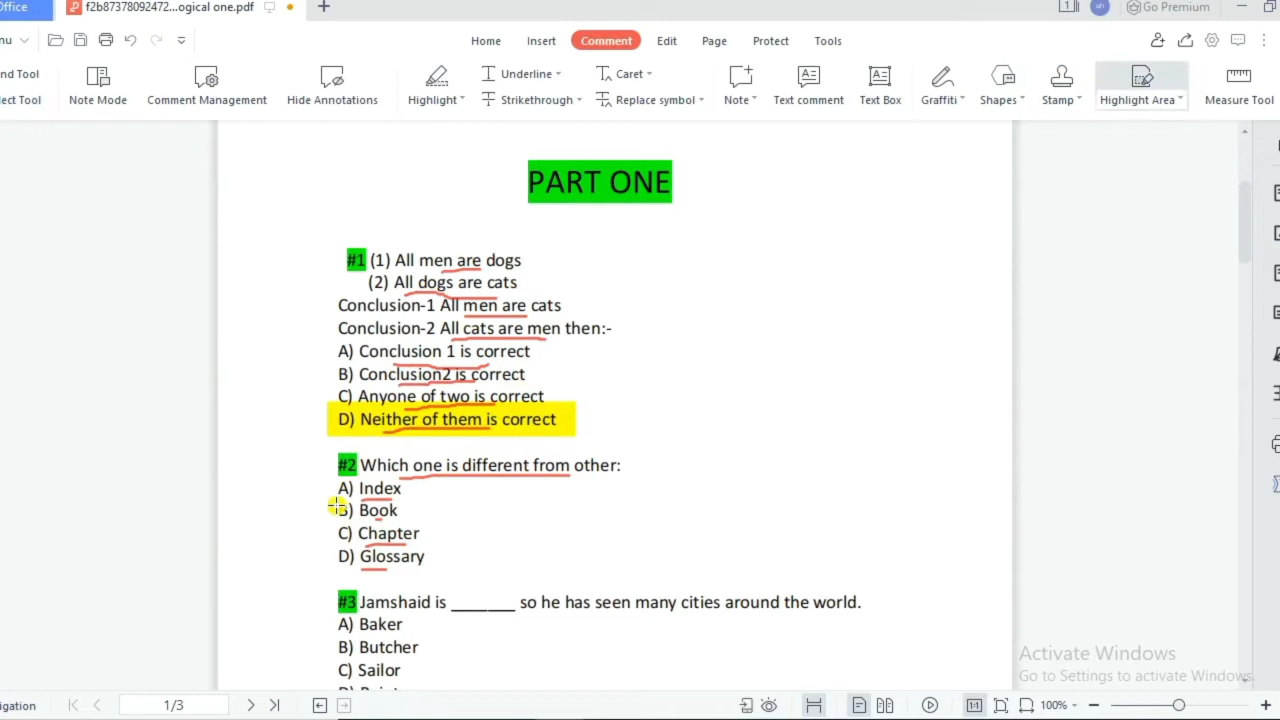 Office f2b87378092472...ogical one.pdf + 1 ah Go Premium
nu Home Insert Comment Edit Page Protect Tools
nd Tool Underline Caret
ect Tool Note Mode Comment Management Hide Annotations Highlight Strikethrough Replace symbol Note Text comment Text Box Graffiti Shapes Stamp Highlight Area Measure Tool
PART ONE
#1 (1) All men are dogs
(2) All dogs are cats
Conclusion-1 All men are cats
Conclusion-2 All cats are men then:-
A) Conclusion 1 is correct
B) Conclusion2 is correct
C) Anyone of two is correct
D) Neither of them is correct
#2 Which one is different from other:
A) Index
B) Book
C) Chapter
D) Glossary
#3 Jamshaid is _______ so he has seen many cities around the world.
A) Baker
B) Butcher
C) Sailor
Activate Windows
Go to Settings to activate Windows.
igation 1/3 1:1 100%